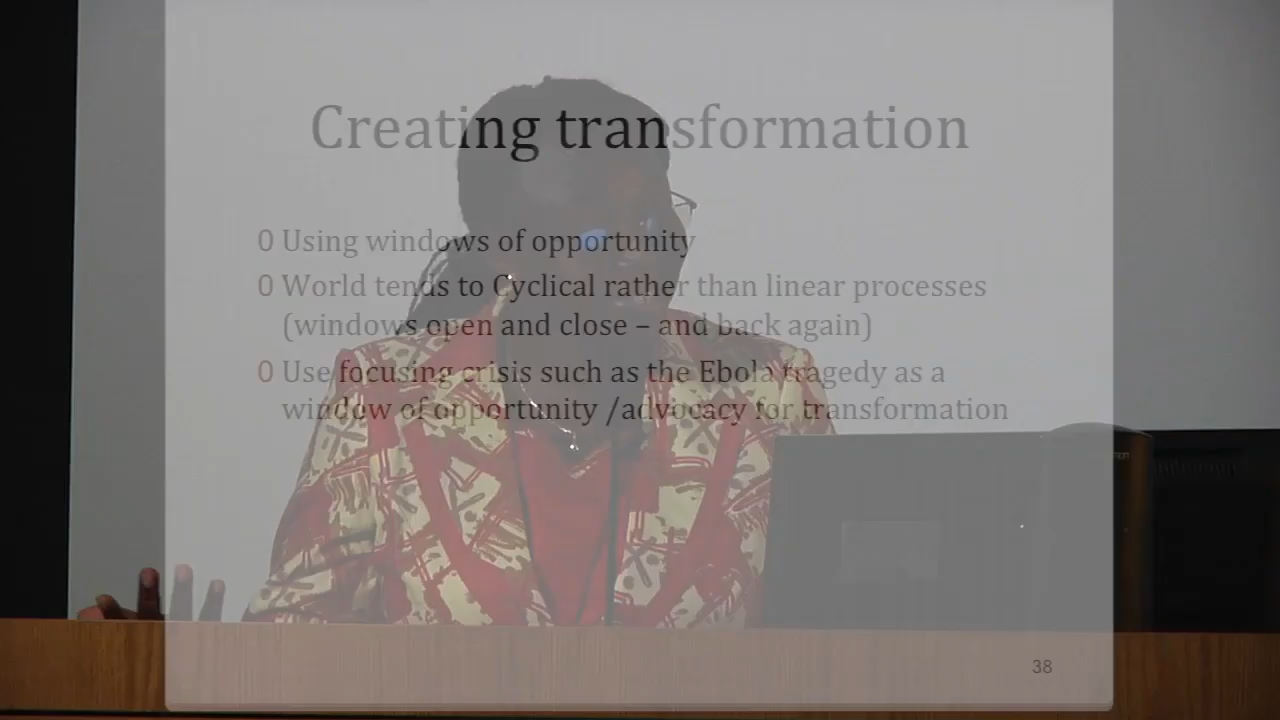 Creating transformation
0 Using windows of opportunity
0 World tends to Cyclical rather than linear processes
(windows open and close – and back again)
0 Use focusing crisis such as the Ebola tragedy as a
window of opportunity /advocacy for transformation
38